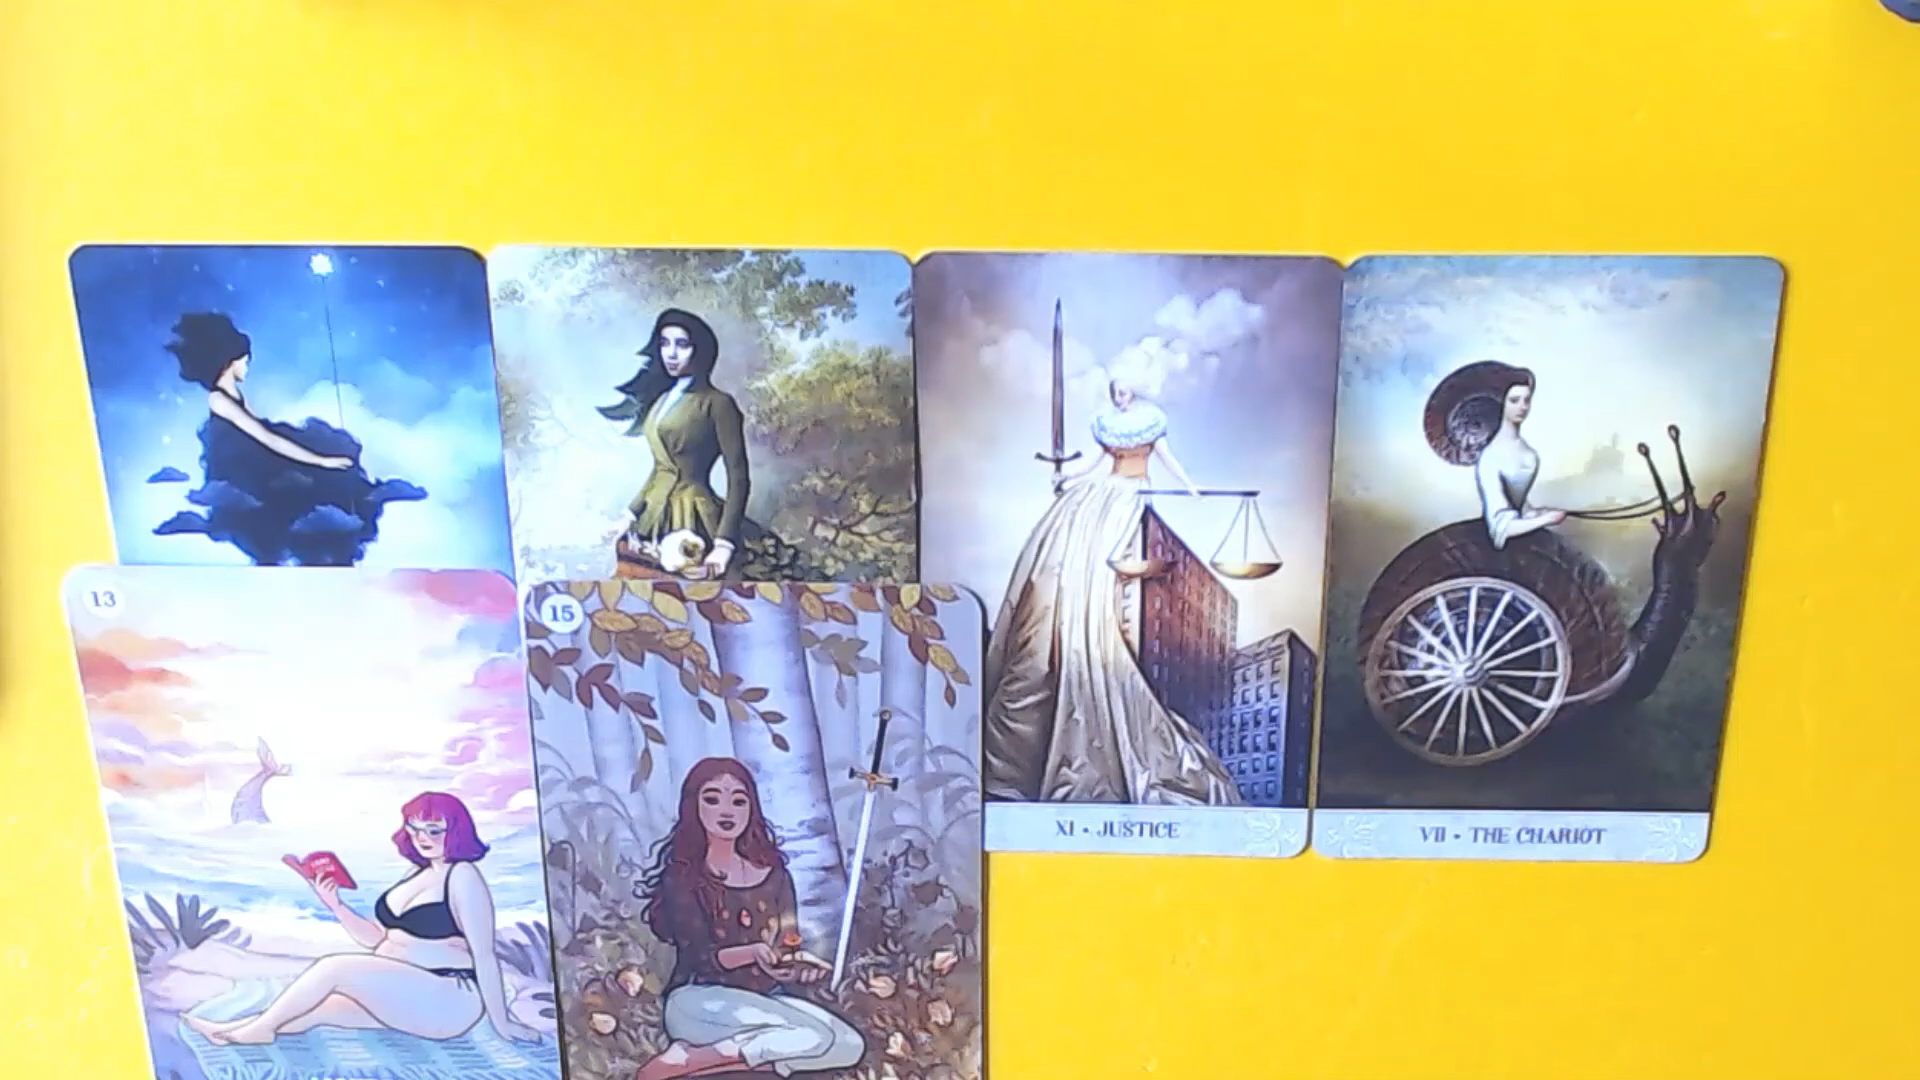 13
15
XI • JUSTICE
VII • THE CHARIOT